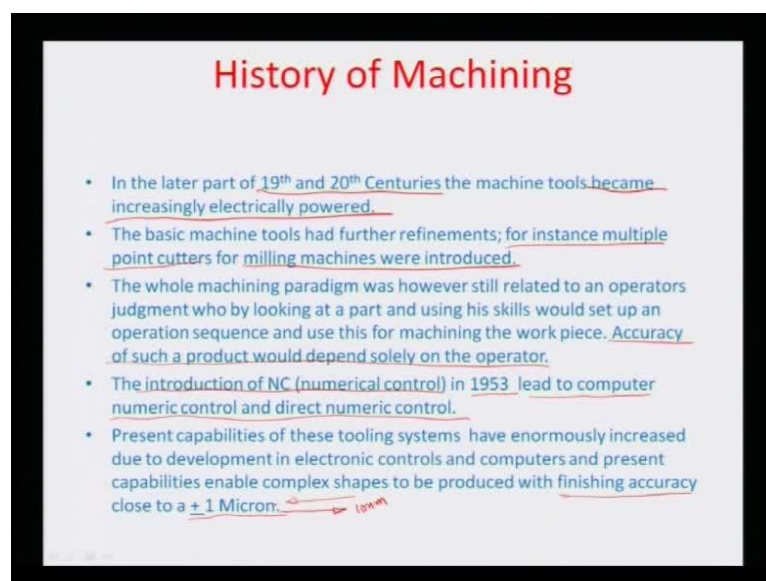 History of Machining
• In the later part of 19th and 20th Centuries the machine tools became
increasingly electrically powered.
• The basic machine tools had further refinements; for instance multiple
point cutters for milling machines were introduced.
• The whole machining paradigm was however still related to an operators
judgment who by looking at a part and using his skills would set up an
operation sequence and use this for machining the work piece. Accuracy
of such a product would depend solely on the operator.
• The introduction of NC (numerical control) in 1953 lead to computer
numeric control and direct numeric control.
• Present capabilities of these tooling systems have enormously increased
due to development in electronic controls and computers and present
capabilities enable complex shapes to be produced with finishing accuracy
close to a + 1 Micron. 10nm